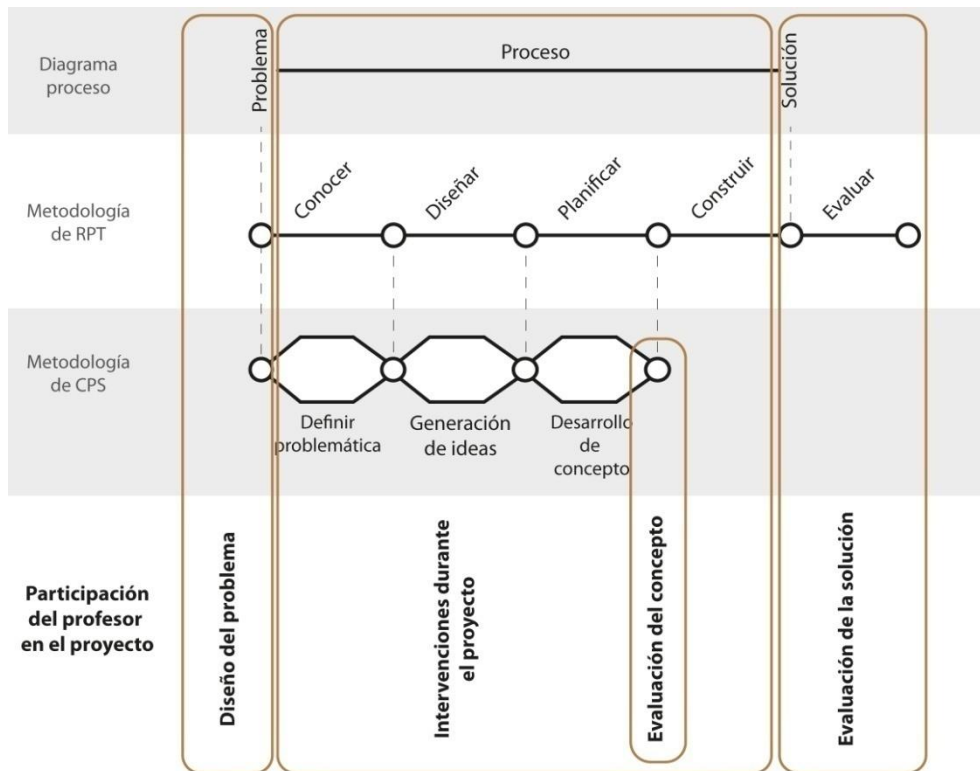 Diagrama
proceso
Problema
Proceso
Solución
Metodología
de RPT
Conocer
Diseñar
Planificar
Construir
Evaluar
Metodología
de CPS
Definir
problemática
Generación
de ideas
Desarrollo
de
concepto
Participación
del profesor
en el proyecto
Diseño del problema
Intervenciones durante
el proyecto
Evaluación del concepto
Evaluación de la solución